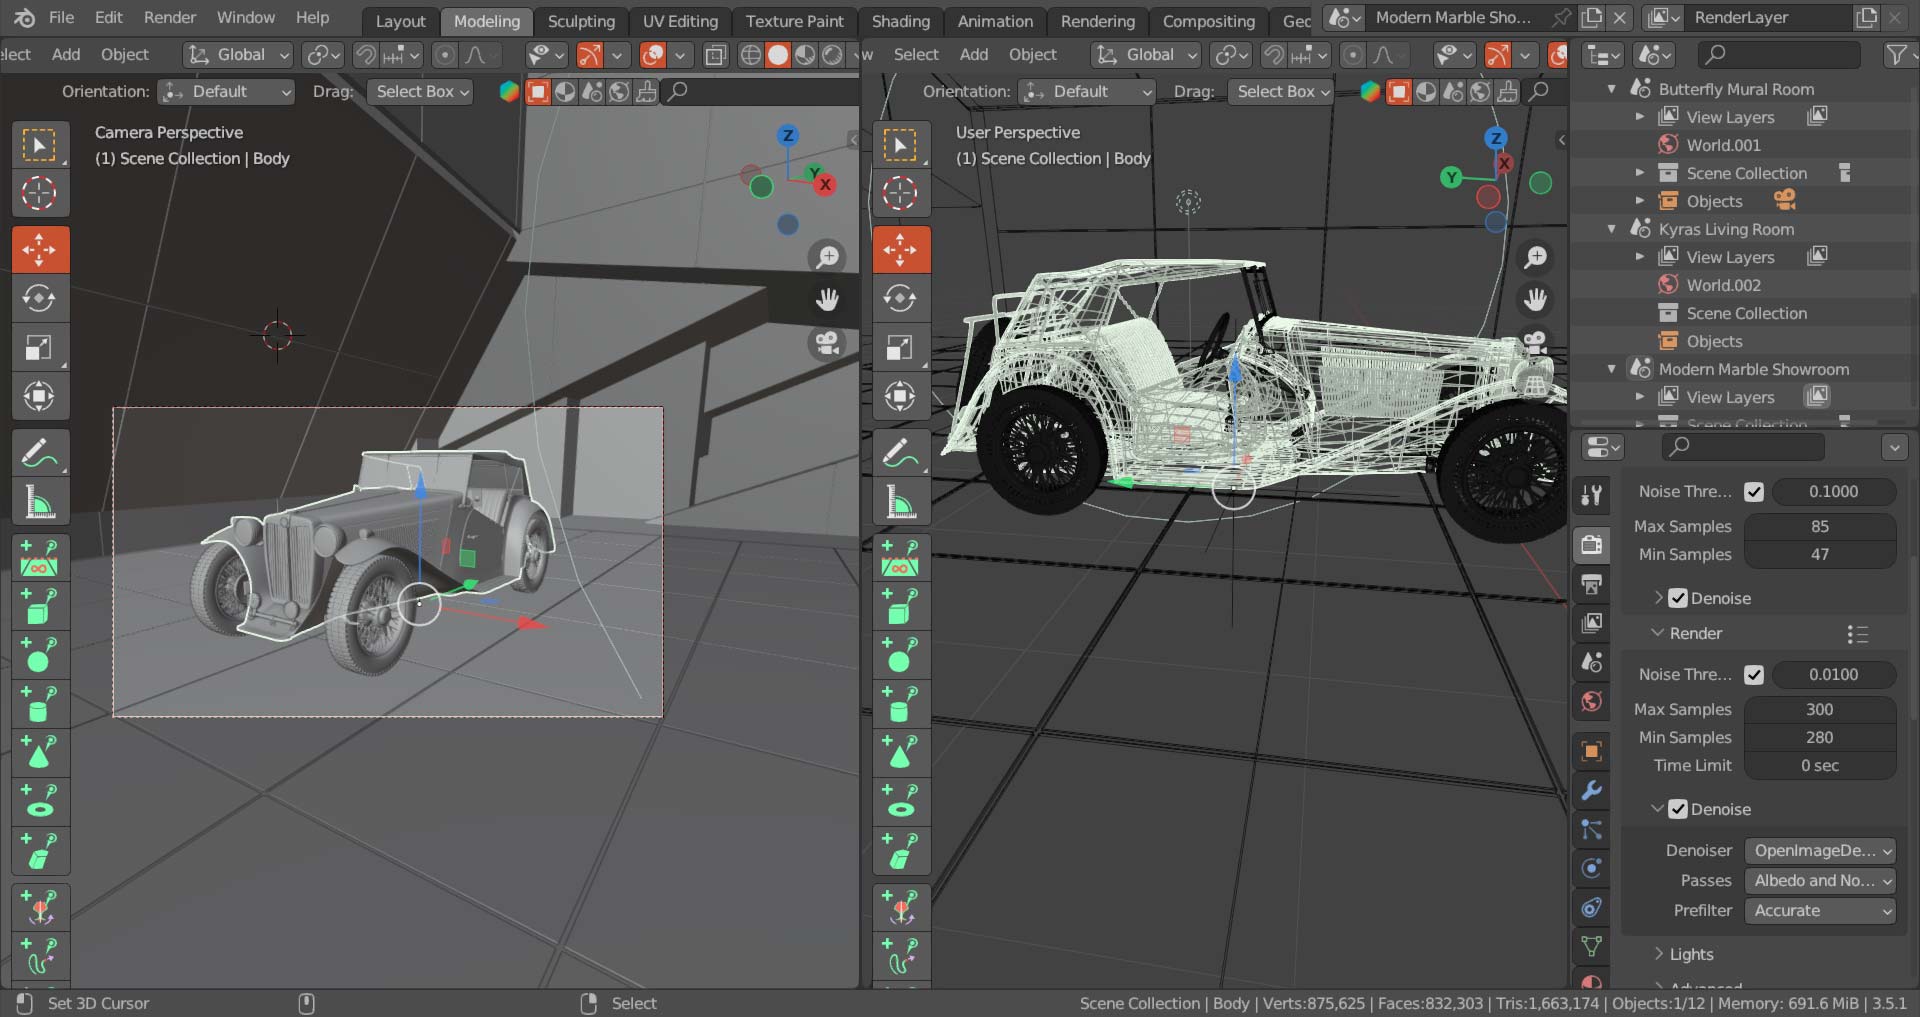 File Edit Render Window Help
Layout Modeling Sculpting UV Editing Texture Paint Shading Animation Rendering Compositing Geo
Modern Marble Sho... RenderLayer
lect Add Object Global
w Select Add Object Global
Orientation: Default Drag: Select Box
Orientation: Default Drag: Select Box
Camera Perspective
(1) Scene Collection | Body
Z
Y
X
User Perspective
(1) Scene Collection | Body
Z
X
Y
Butterfly Mural Room
View Layers
World.001
Scene Collection
Objects
Kyras Living Room
View Layers
World.002
Scene Collection
Objects
Modern Marble Showroom
View Layers
Scene Collection
Noise Thre... 0.1000
Max Samples 85
Min Samples 47
Denoise
Render
Noise Thre... 0.0100
Max Samples 300
Min Samples 280
Time Limit 0 sec
Denoise
Denoiser OpenImageDe...
Passes Albedo and No...
Prefilter Accurate
Lights
Advanced
Set 3D Cursor Select
Scene Collection | Body | Verts:875,625 | Faces:832,303 | Tris:1,663,174 | Objects:1/12 | Memory: 691.6 MiB | 3.5.1